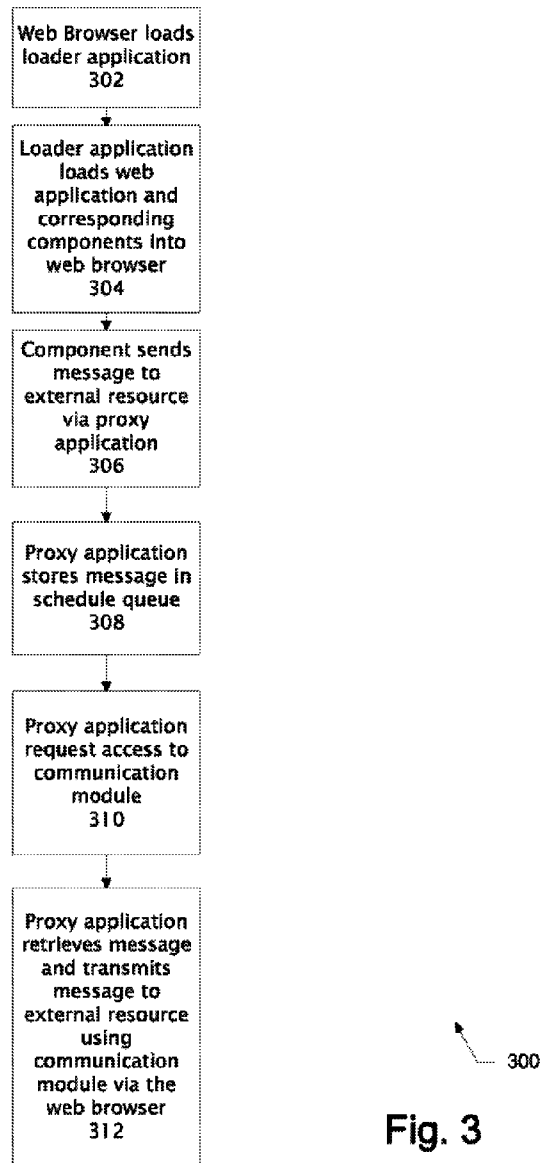 Web Browser loads
loader application
302
Loader application
loads web
application and
corresponding
components into
web browser
304
Component sends
message to
external resource
via proxy
application
306
Proxy application
stores message in
schedule queue
308
Proxy application
request access to
communication
module
310
Proxy application
retrieves message
and transmits
message to
external resource
using
communication
module via the
web browser
312
300
Fig. 3